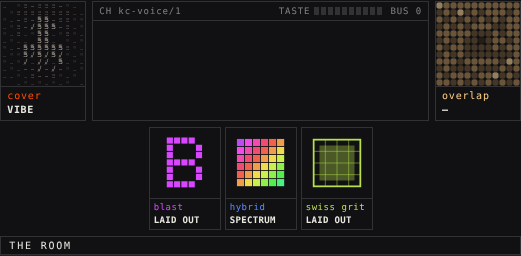 CH kc-voice/1
TASTE
BUS 0
cover
VIBE
overlap
—
blast
LAID OUT
hybrid
SPECTRUM
swiss grit
LAID OUT
THE ROOM